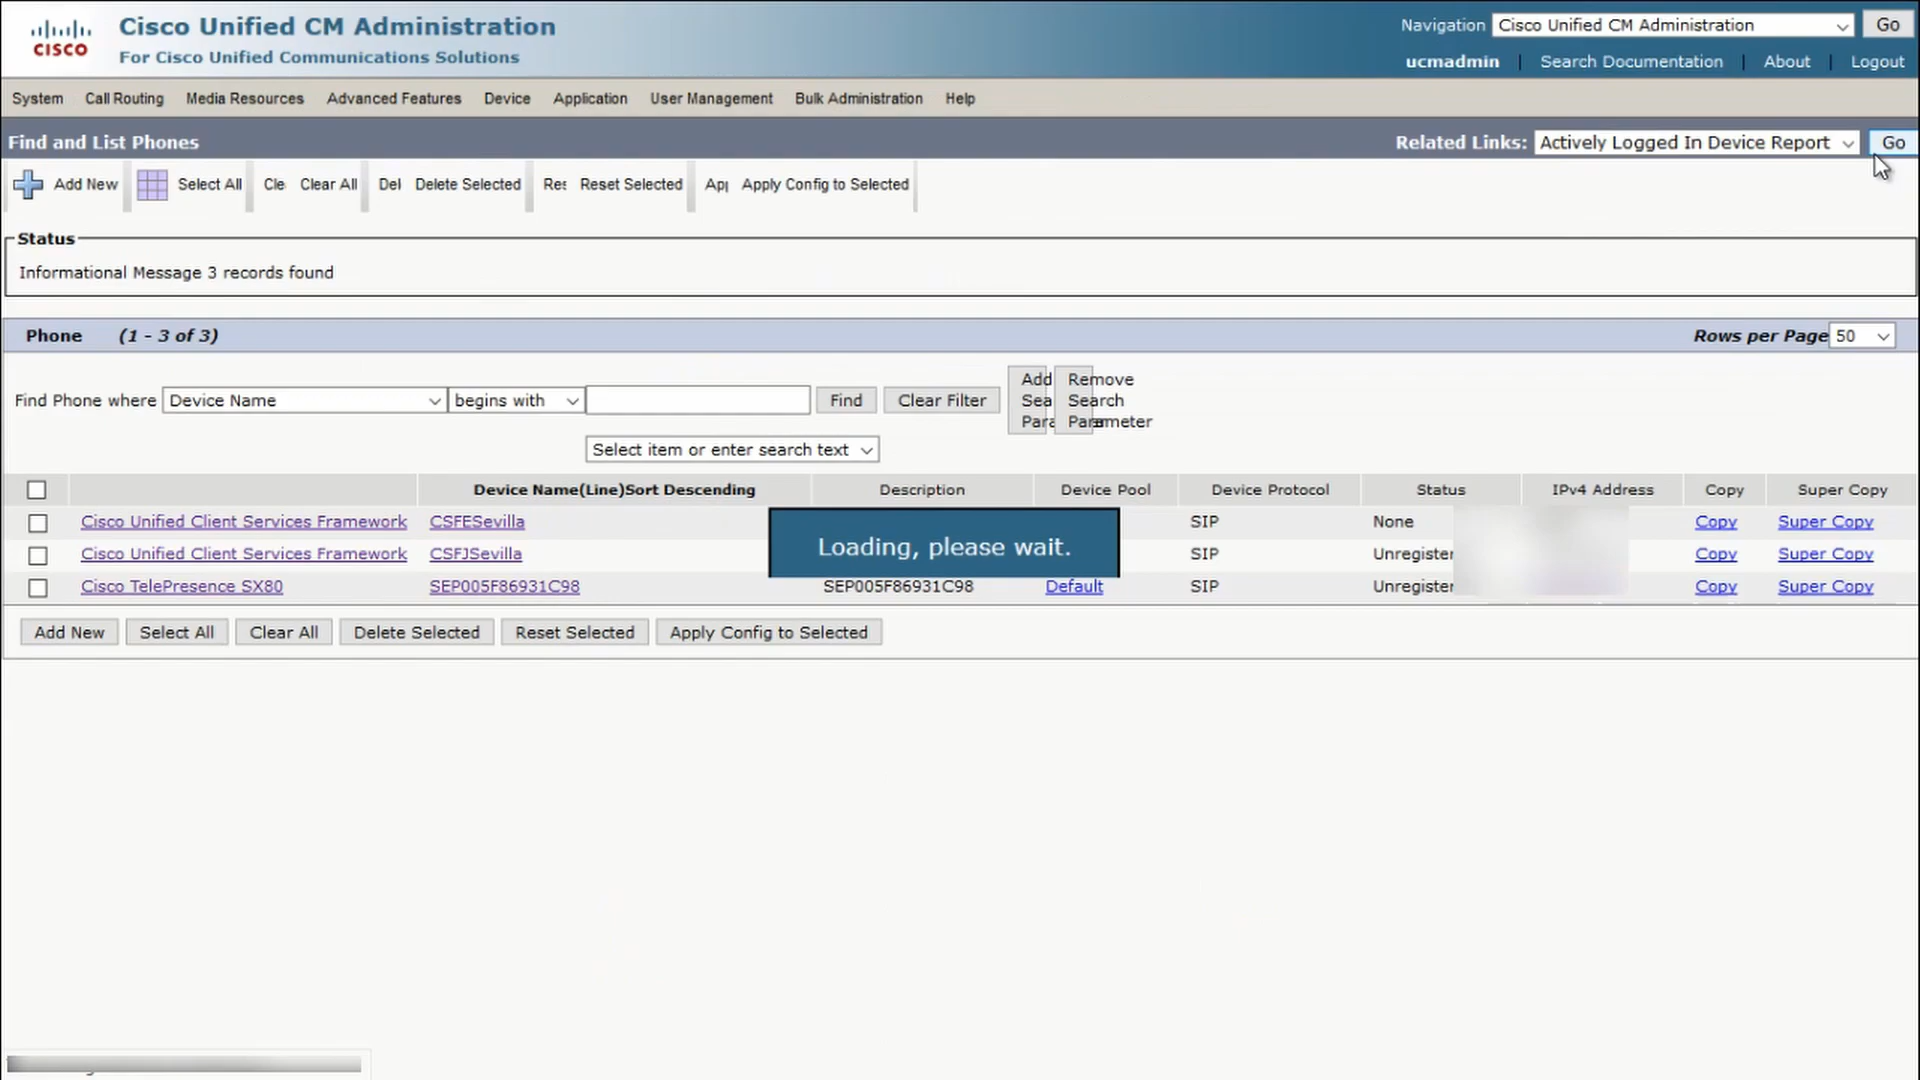 CISCO
Cisco Unified CM Administration
For Cisco Unified Communications Solutions
Navigation Cisco Unified CM Administration Go
ucmadmin | Search Documentation | About | Logout
System Call Routing Media Resources Advanced Features Device Application User Management Bulk Administration Help
Find and List Phones Related Links: Actively Logged In Device Report Go
Add New Select All Cle Clear All Del Delete Selected Res Reset Selected App Apply Config to Selected
Status
Informational Message 3 records found
Phone (1 - 3 of 3) Rows per Page 50
Find Phone where Device Name begins with Find Clear Filter
Add Sea Para
Remove Search Parameter
Select item or enter search text
Device Name(Line)Sort Descending Description Device Pool Device Protocol Status IPv4 Address Copy Super Copy
Cisco Unified Client Services Framework CSFESevilla SIP None Copy Super Copy
Loading, please wait.
Cisco Unified Client Services Framework CSFJSevilla SIP Unregister Copy Super Copy
Cisco TelePresence SX80 SEP005F86931C98 SEP005F86931C98 Default SIP Unregister Copy Super Copy
Add New Select All Clear All Delete Selected Reset Selected Apply Config to Selected